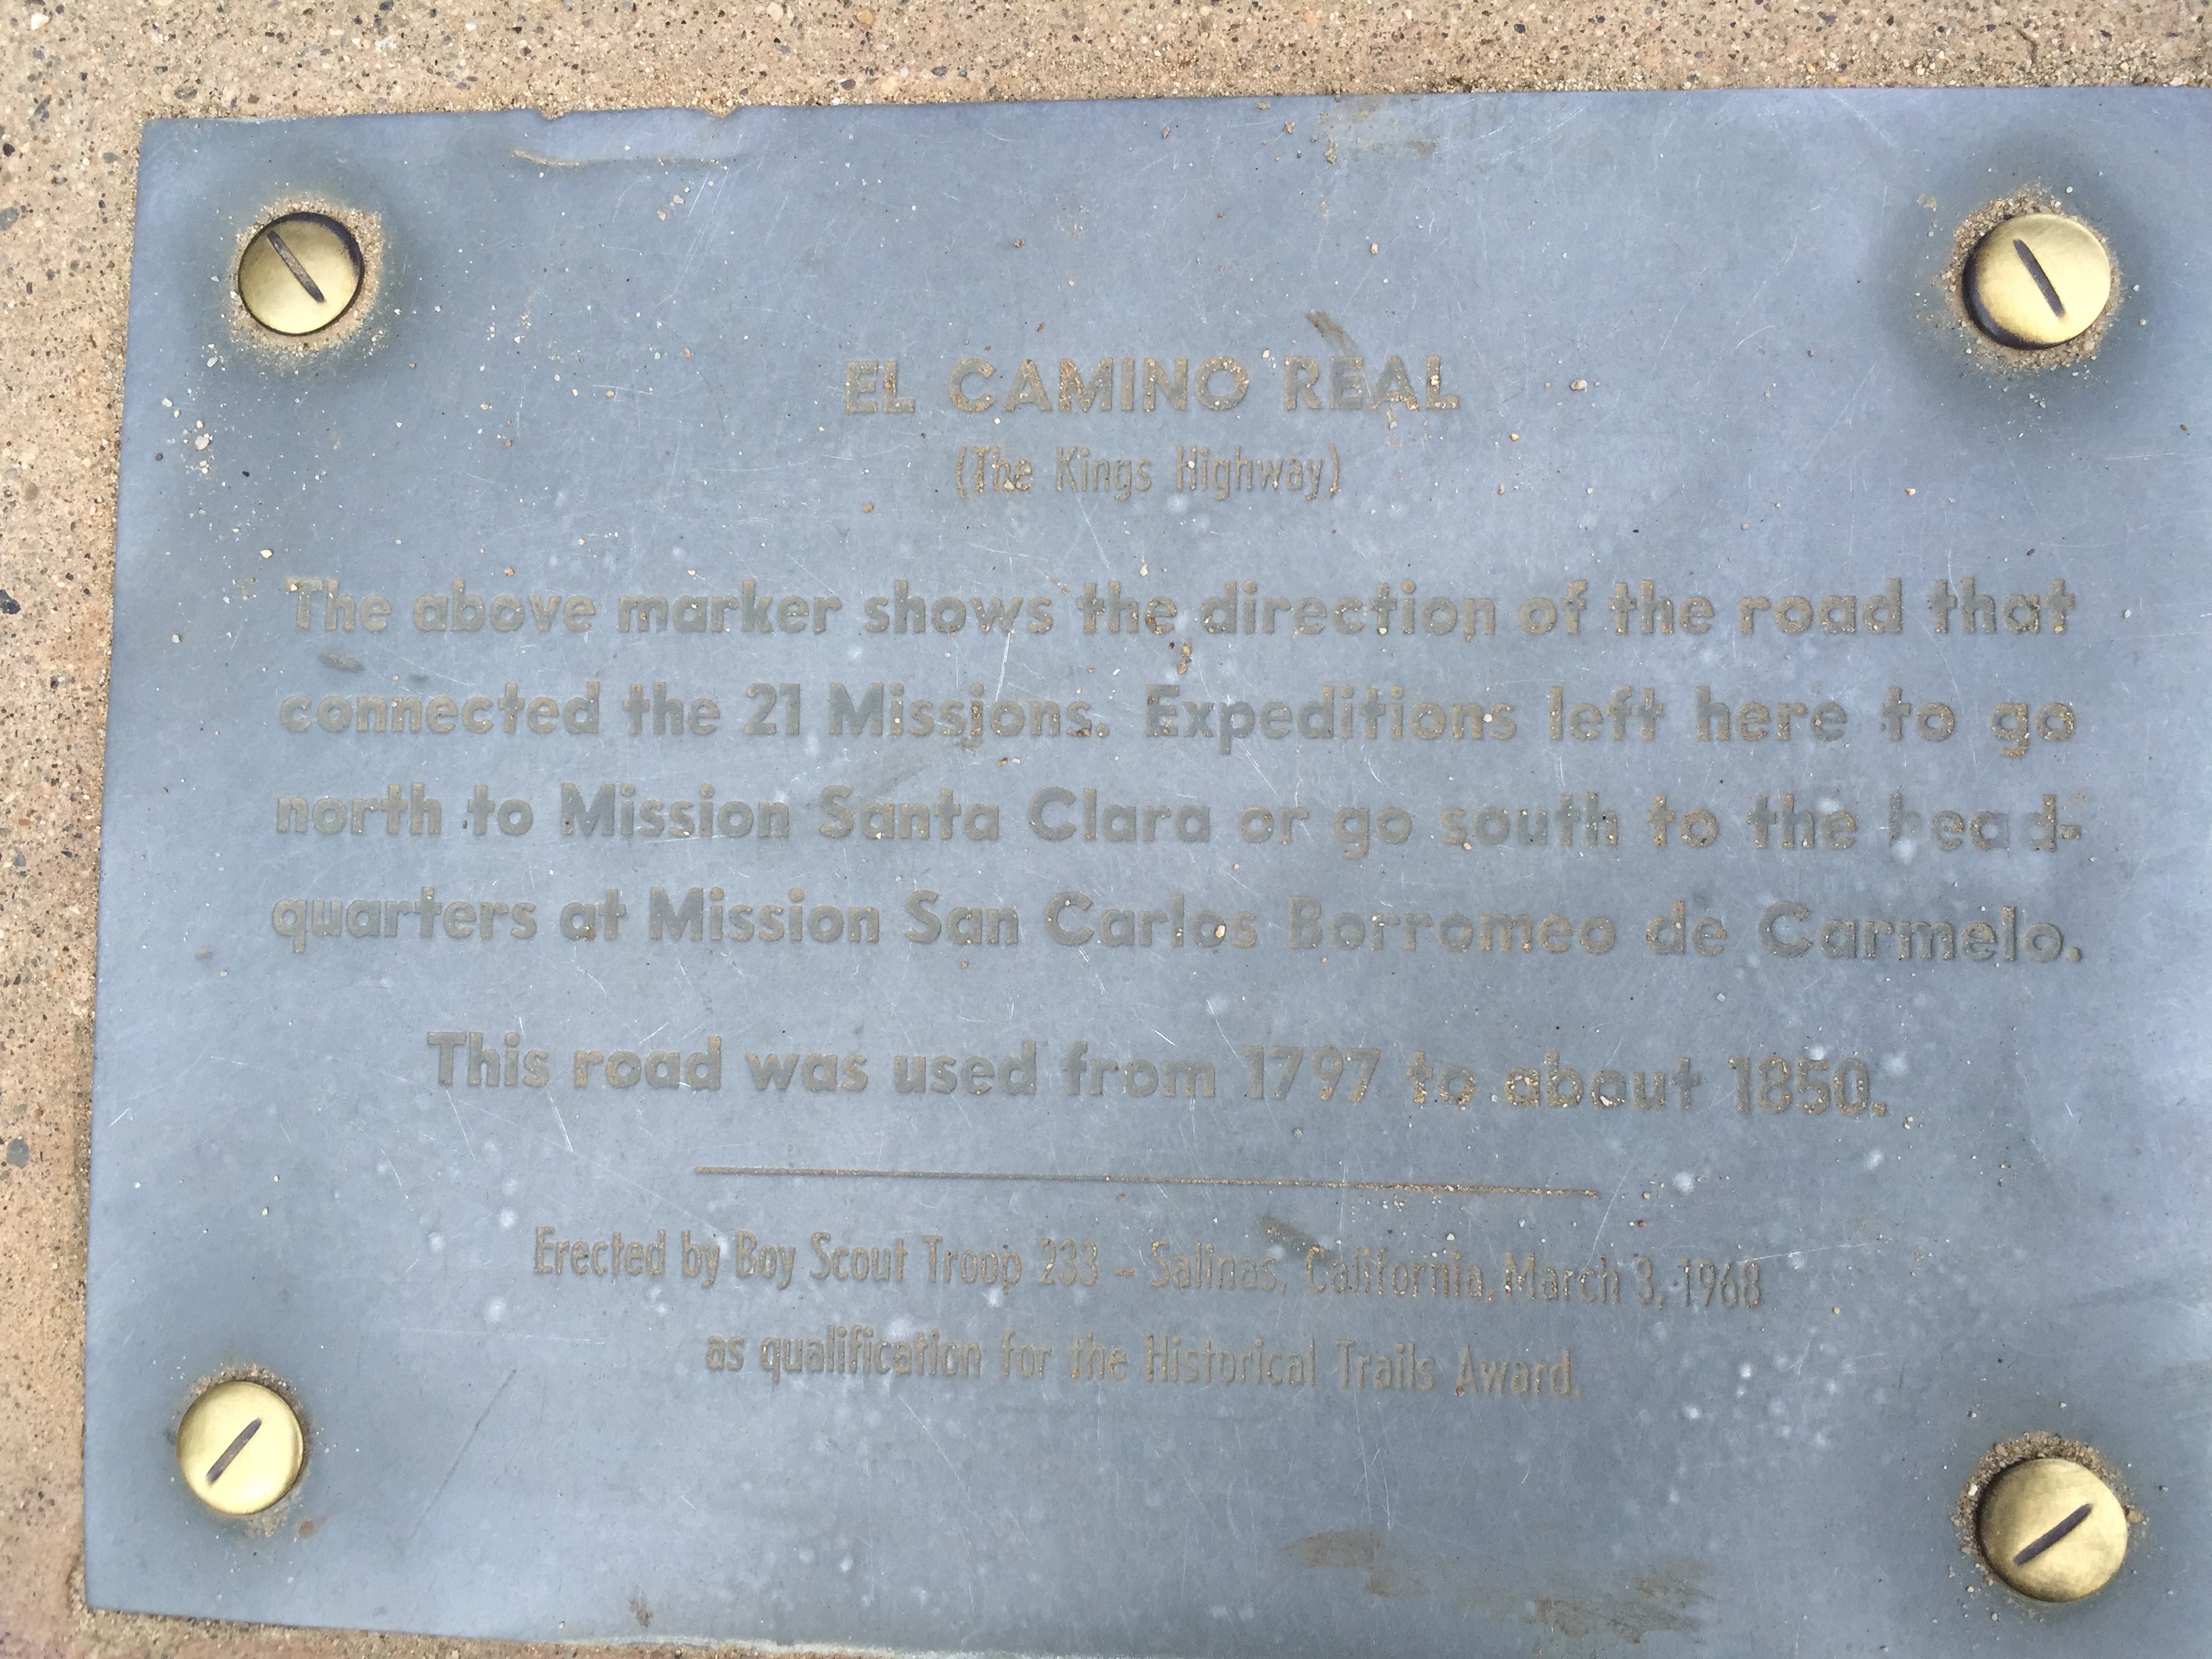 EL CAMINO REAL
(The Kings Highway)
The above marker shows the direction of the road that
connected the 21 Missions. Expeditions left here to go
north to Mission Santa Clara or go south to the head-
quarters at Mission San Carlos Borromeo de Carmelo.
This road was used from 1797 to about 1850.
Erected by Boy Scout Troop 233 – Salinas, California, March 3, 1968
as qualification for the Historical Trails Award.